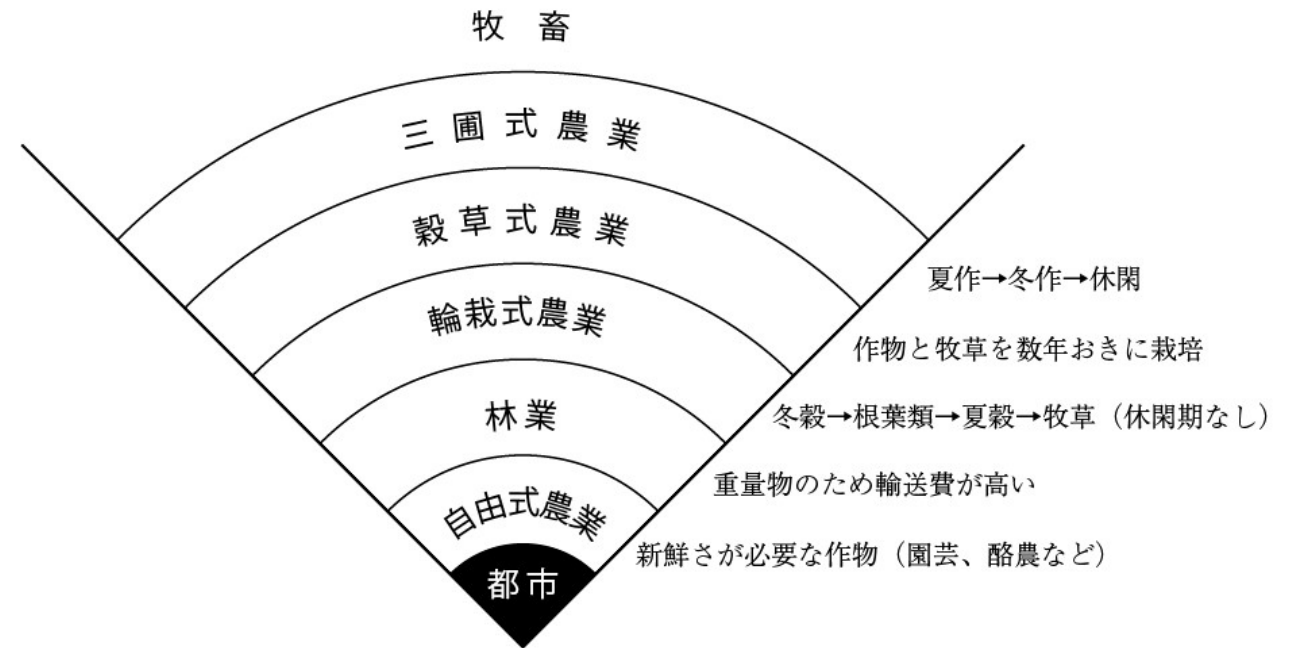 牧畜
三圃式農業
穀草式農業
輪栽式農業
林業
自由式農業
都市
夏作→冬作→休閑
作物と牧草を数年おきに栽培
冬穀→根葉類→夏穀→牧草（休閑期なし）
重量物のため輸送費が高い
新鮮さが必要な作物（園芸、酪農など）